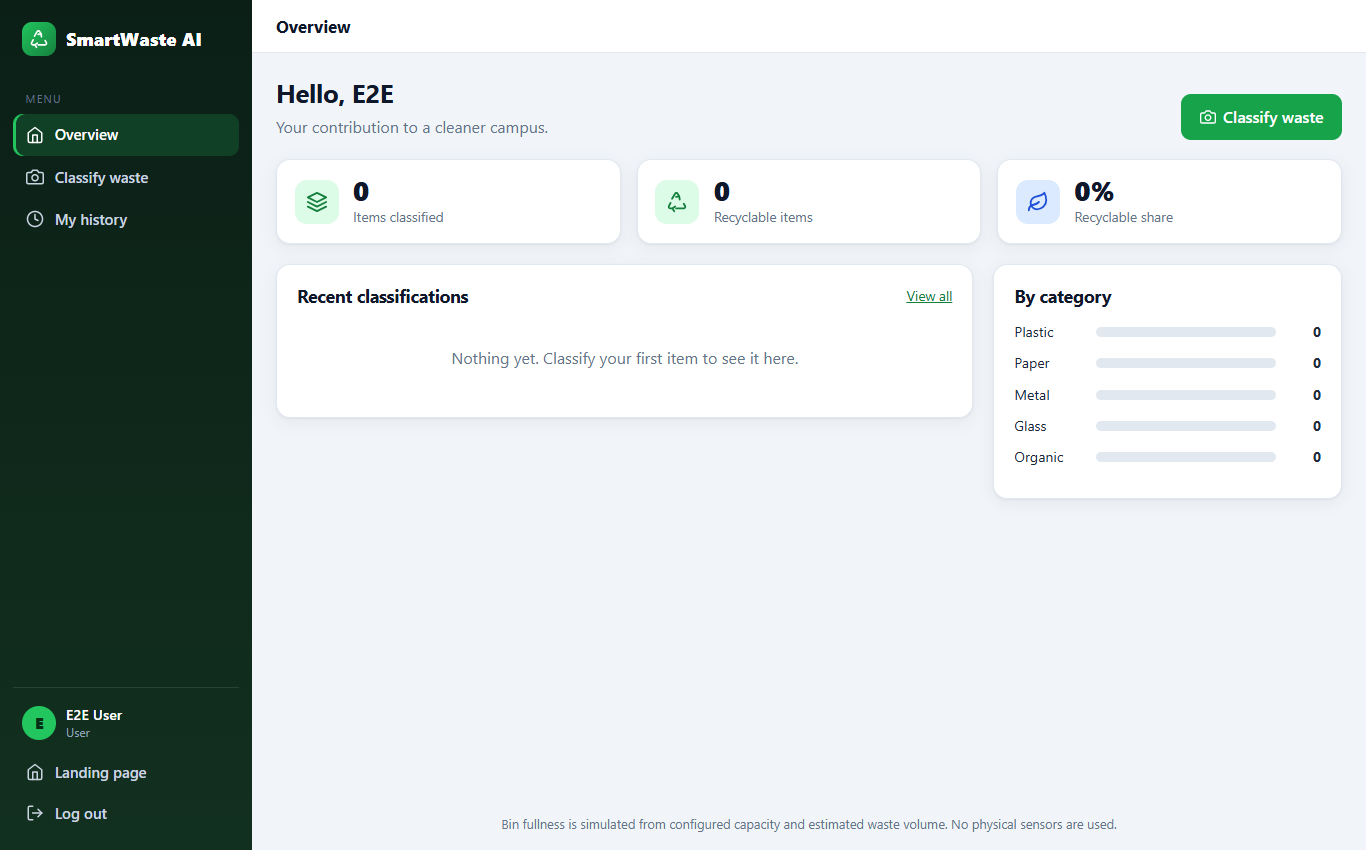 SmartWaste AI
MENU
Overview
Classify waste
My history
E2E User
User
E
Landing page
Log out
Overview
Hello, E2E
Your contribution to a cleaner campus.
Classify waste
0
Items classified
0
Recyclable items
0%
Recyclable share
Recent classifications
View all
Nothing yet. Classify your first item to see it here.
By category
Plastic 0
Paper 0
Metal 0
Glass 0
Organic 0
Bin fullness is simulated from configured capacity and estimated waste volume. No physical sensors are used.